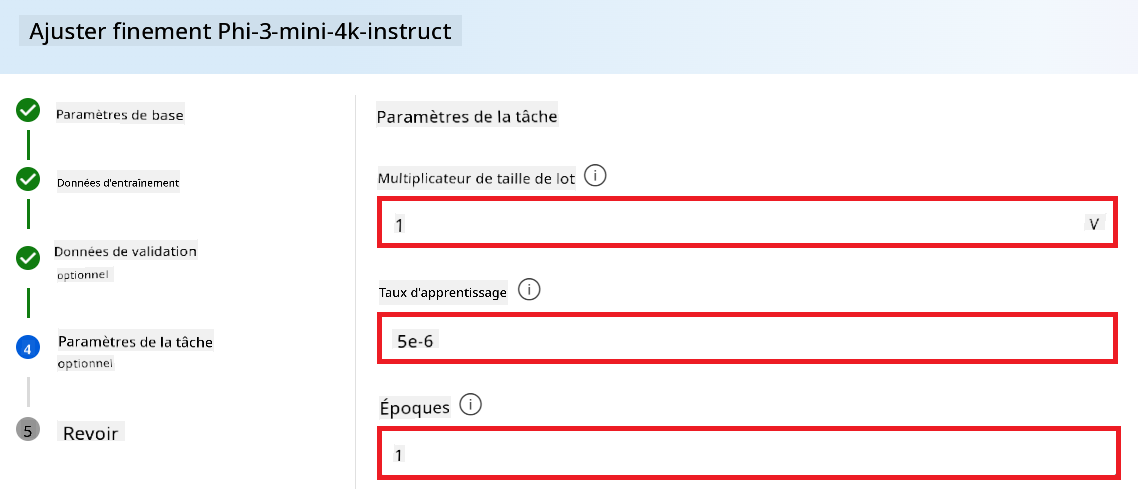 Ajuster finement Phi-3-mini-4k-instruct
Paramètres de base
Données d'entraînement
Données de validation
optionnel
4
Paramètres de la tâche
optionnel
5
Revoir
Paramètres de la tâche
Multiplicateur de taille de lot
1
V
Taux d'apprentissage
5e-6
Époques
1